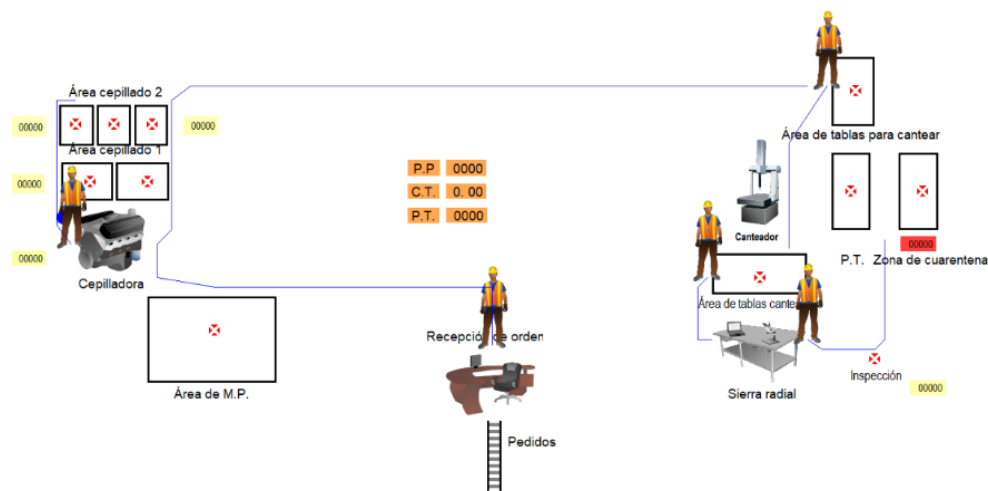 Área cepillado 2
00000
00000
Área cepillado 1
00000
00000
Cepilladora
Área de M.P.
P.P 0000
C.T. 0. 00
P.T. 0000
Recepción de orden
Pedidos
Área de tablas para cantear
Canteador
00000
P.T. Zona de cuarentena
Área de tablas
Sierra radial
Inspección
00000